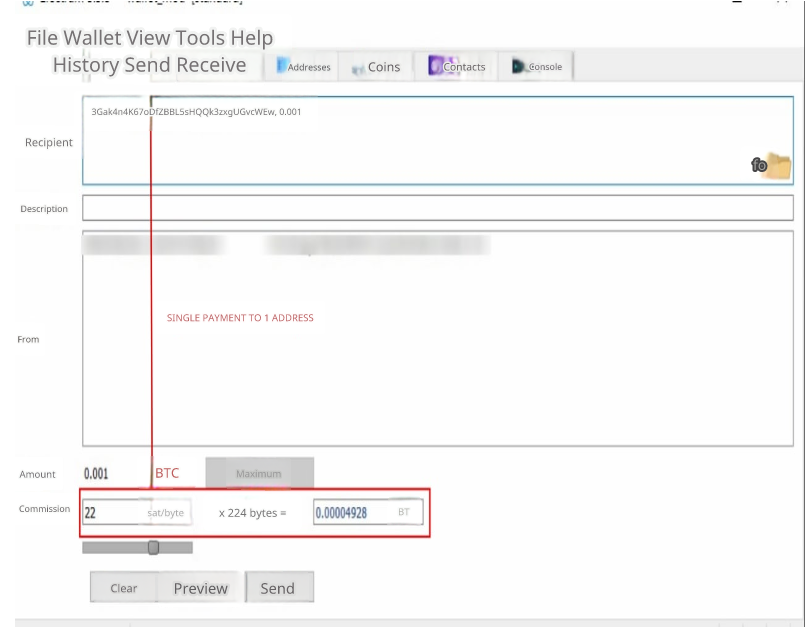 File Wallet View Tools Help
History Send Receive Addresses Coins Contacts Console
3Gak4n4K67oDfZBBL5sHQQk3zxgUGvcWEw, 0.001
Recipient
fo
Description
SINGLE PAYMENT TO 1 ADDRESS
From
Amount 0.001 BTC Maximum
Commission 22 sat/byte x 224 bytes = 0.00004928 BT
Clear Preview Send